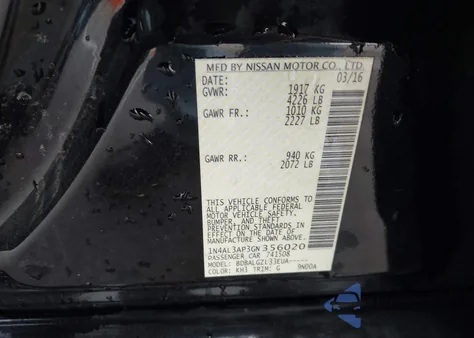 MFD BY NISSAN MOTOR CO., LTD.
DATE: 03/16
GVWR: 1917 KG
4226 LB
GAWR FR.: 1010 KG
2227 LB
GAWR RR.: 940 KG
2072 LB
THIS VEHICLE CONFORMS TO
ALL APPLICABLE FEDERAL
MOTOR VEHICLE SAFETY,
BUMPER, AND THEFT
PREVENTION STANDARDS IN
EFFECT ON THE DATE OF
MANUFACTURE SHOWN ABOVE.
1N4AL3AP3GN356020
PASSENGER CAR 741508
MODEL: BDBALGZL33EUA-----
COLOR: KH3 TRIM: G 9NDOA